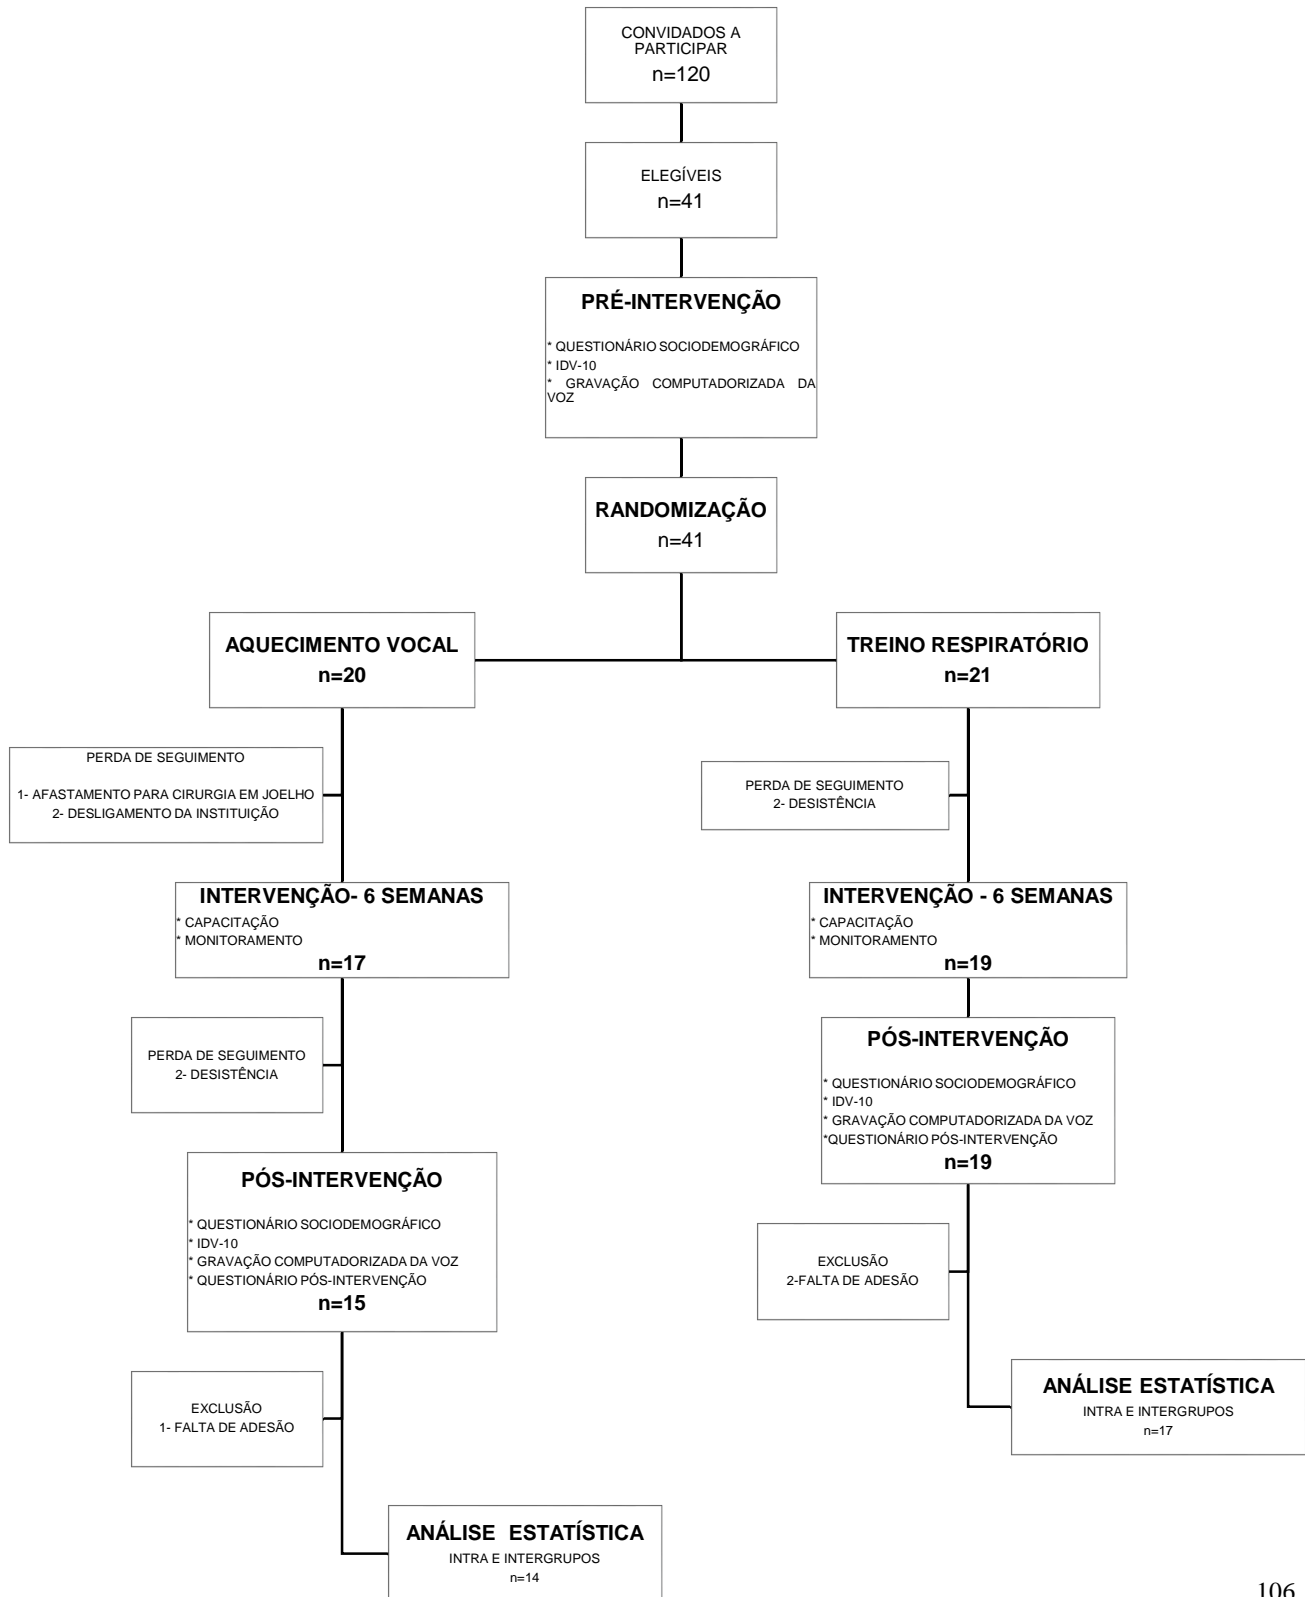 CONVIDADOS A
PARTICIPAR
n=120
ELEGÍVEIS
n=41
PRÉ-INTERVENÇÃO
* QUESTIONÁRIO SOCIODEMOGRÁFICO
* IDV-10
* GRAVAÇÃO COMPUTADORIZADA DA
VOZ
RANDOMIZAÇÃO
n=41
AQUECIMENTO VOCAL
n=20
TREINO RESPIRATÓRIO
n=21
PERDA DE SEGUIMENTO
1- AFASTAMENTO PARA CIRURGIA EM JOELHO
2- DESLIGAMENTO DA INSTITUIÇÃO
PERDA DE SEGUIMENTO
2- DESISTÊNCIA
INTERVENÇÃO- 6 SEMANAS
* CAPACITAÇÃO
* MONITORAMENTO
n=17
INTERVENÇÃO - 6 SEMANAS
* CAPACITAÇÃO
* MONITORAMENTO
n=19
PERDA DE SEGUIMENTO
2- DESISTÊNCIA
PÓS-INTERVENÇÃO
* QUESTIONÁRIO SOCIODEMOGRÁFICO
* IDV-10
* GRAVAÇÃO COMPUTADORIZADA DA VOZ
*QUESTIONÁRIO PÓS-INTERVENÇÃO
n=19
PÓS-INTERVENÇÃO
* QUESTIONÁRIO SOCIODEMOGRÁFICO
* IDV-10
* GRAVAÇÃO COMPUTADORIZADA DA VOZ
* QUESTIONÁRIO PÓS-INTERVENÇÃO
n=15
EXCLUSÃO
2-FALTA DE ADESÃO
EXCLUSÃO
1- FALTA DE ADESÃO
ANÁLISE ESTATÍSTICA
INTRA E INTERGRUPOS
n=17
ANÁLISE ESTATÍSTICA
INTRA E INTERGRUPOS
n=14
106